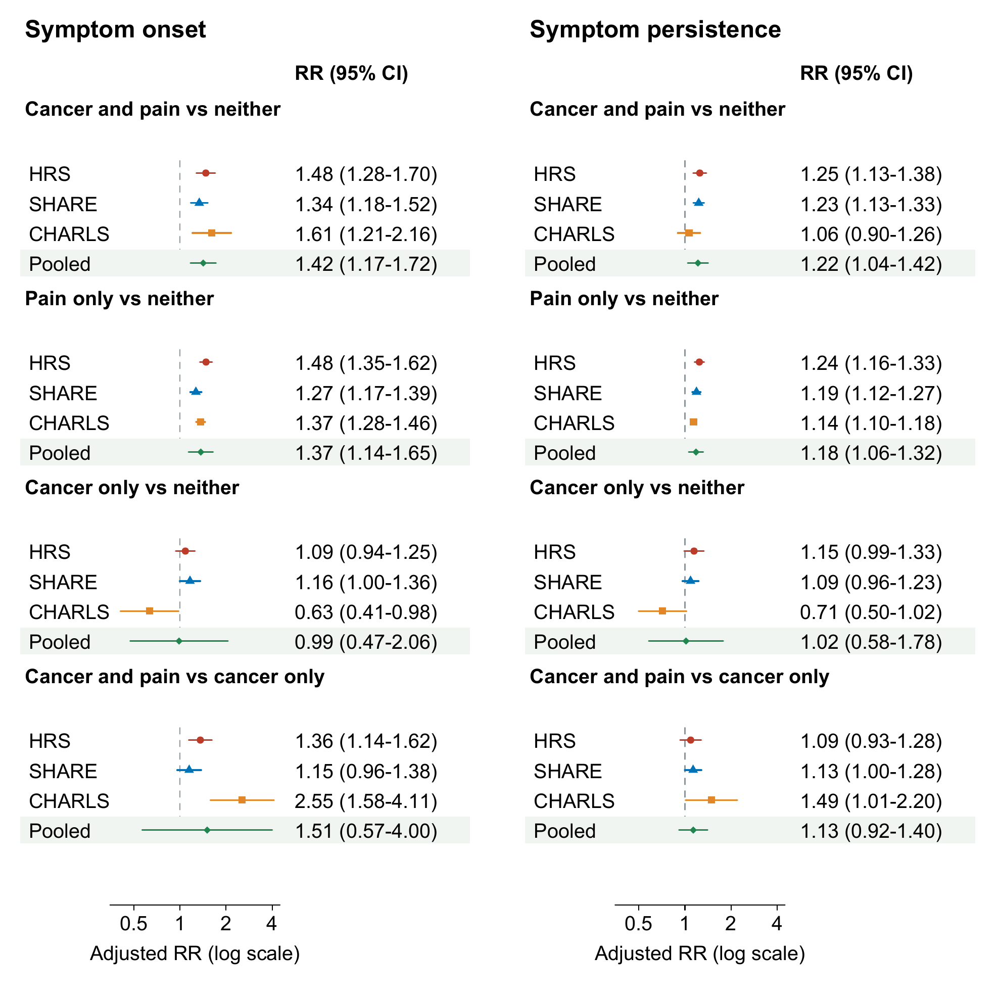 Symptom onset
RR (95% CI)
Cancer and pain vs neither
HRS 1.48 (1.28-1.70)
SHARE 1.34 (1.18-1.52)
CHARLS 1.61 (1.21-2.16)
Pooled 1.42 (1.17-1.72)
Pain only vs neither
HRS 1.48 (1.35-1.62)
SHARE 1.27 (1.17-1.39)
CHARLS 1.37 (1.28-1.46)
Pooled 1.37 (1.14-1.65)
Cancer only vs neither
HRS 1.09 (0.94-1.25)
SHARE 1.16 (1.00-1.36)
CHARLS 0.63 (0.41-0.98)
Pooled 0.99 (0.47-2.06)
Cancer and pain vs cancer only
HRS 1.36 (1.14-1.62)
SHARE 1.15 (0.96-1.38)
CHARLS 2.55 (1.58-4.11)
Pooled 1.51 (0.57-4.00)
0.5 1 2 4
Adjusted RR (log scale)
Symptom persistence
RR (95% CI)
Cancer and pain vs neither
HRS 1.25 (1.13-1.38)
SHARE 1.23 (1.13-1.33)
CHARLS 1.06 (0.90-1.26)
Pooled 1.22 (1.04-1.42)
Pain only vs neither
HRS 1.24 (1.16-1.33)
SHARE 1.19 (1.12-1.27)
CHARLS 1.14 (1.10-1.18)
Pooled 1.18 (1.06-1.32)
Cancer only vs neither
HRS 1.15 (0.99-1.33)
SHARE 1.09 (0.96-1.23)
CHARLS 0.71 (0.50-1.02)
Pooled 1.02 (0.58-1.78)
Cancer and pain vs cancer only
HRS 1.09 (0.93-1.28)
SHARE 1.13 (1.00-1.28)
CHARLS 1.49 (1.01-2.20)
Pooled 1.13 (0.92-1.40)
0.5 1 2 4
Adjusted RR (log scale)